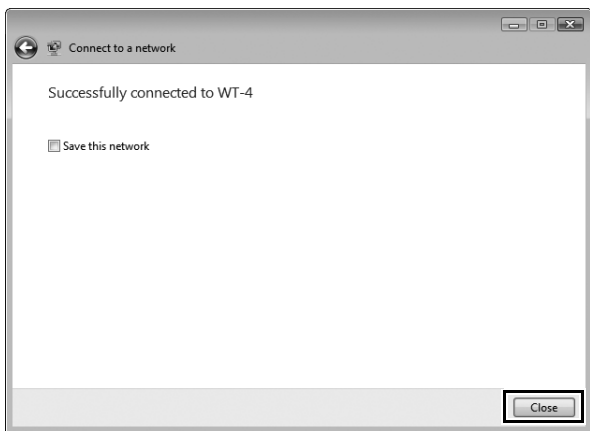 Connect to a network
Successfully connected to WT-4
Save this network
Close